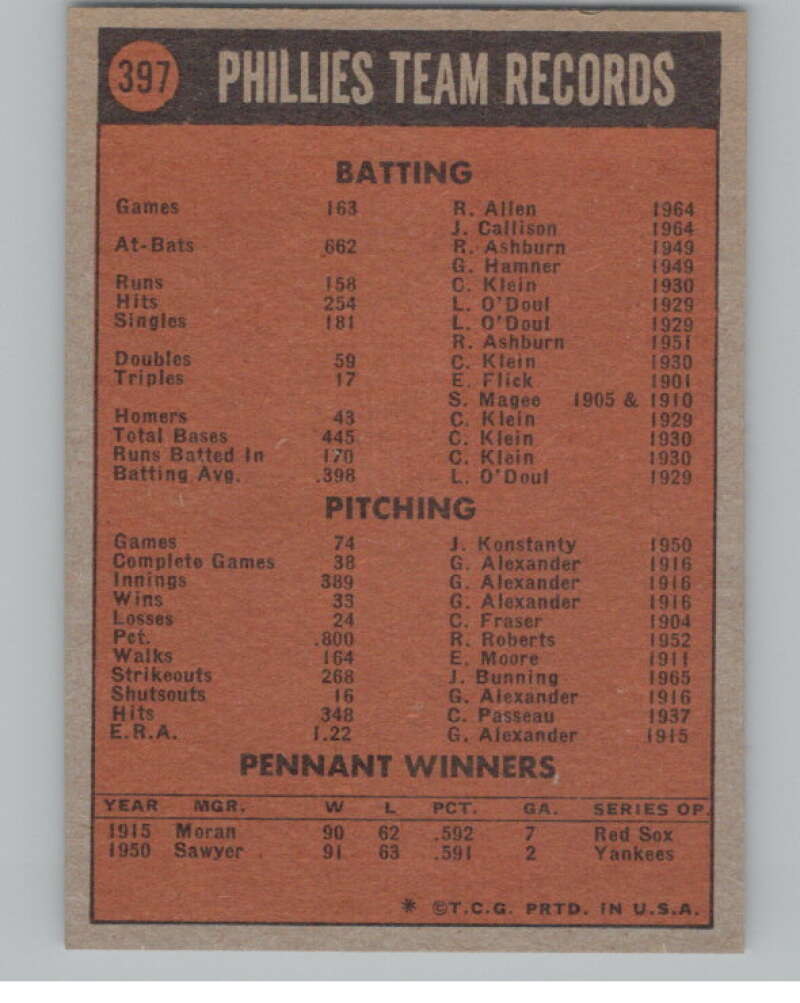 397 PHILLIES TEAM RECORDS
BATTING
Games 163 R. Allen 1964
J. Callison 1964
At-Bats 662 R. Ashburn 1949
G. Hamner 1949
Runs 158 C. Klein 1930
Hits 254 L. O'Doul 1929
Singles 181 L. O'Doul 1929
R. Ashburn 1951
Doubles 59 C. Klein 1930
Triples 17 E. Flick 1901
S. Magee 1905 & 1910
Homers 43 C. Klein 1929
Total Bases 445 C. Klein 1930
Runs Batted In 170 C. Klein 1930
Batting Avg. .398 L. O'Doul 1929
PITCHING
Games 74 J. Konstanty 1950
Complete Games 38 G. Alexander 1916
Innings 389 G. Alexander 1916
Wins 33 G. Alexander 1916
Losses 24 C. Fraser 1904
Pct. .800 R. Roberts 1952
Walks 164 E. Moore 1911
Strikeouts 268 J. Bunning 1965
Shutsouts 16 G. Alexander 1916
Hits 348 C. Passeau 1937
E.R.A. 1.22 G. Alexander 1915
PENNANT WINNERS
YEAR MGR. W L PCT. GA. SERIES OP.
1915 Moran 90 62 .592 7 Red Sox
1950 Sawyer 91 63 .591 2 Yankees
* ©T.C.G. PRTD. IN U.S.A.